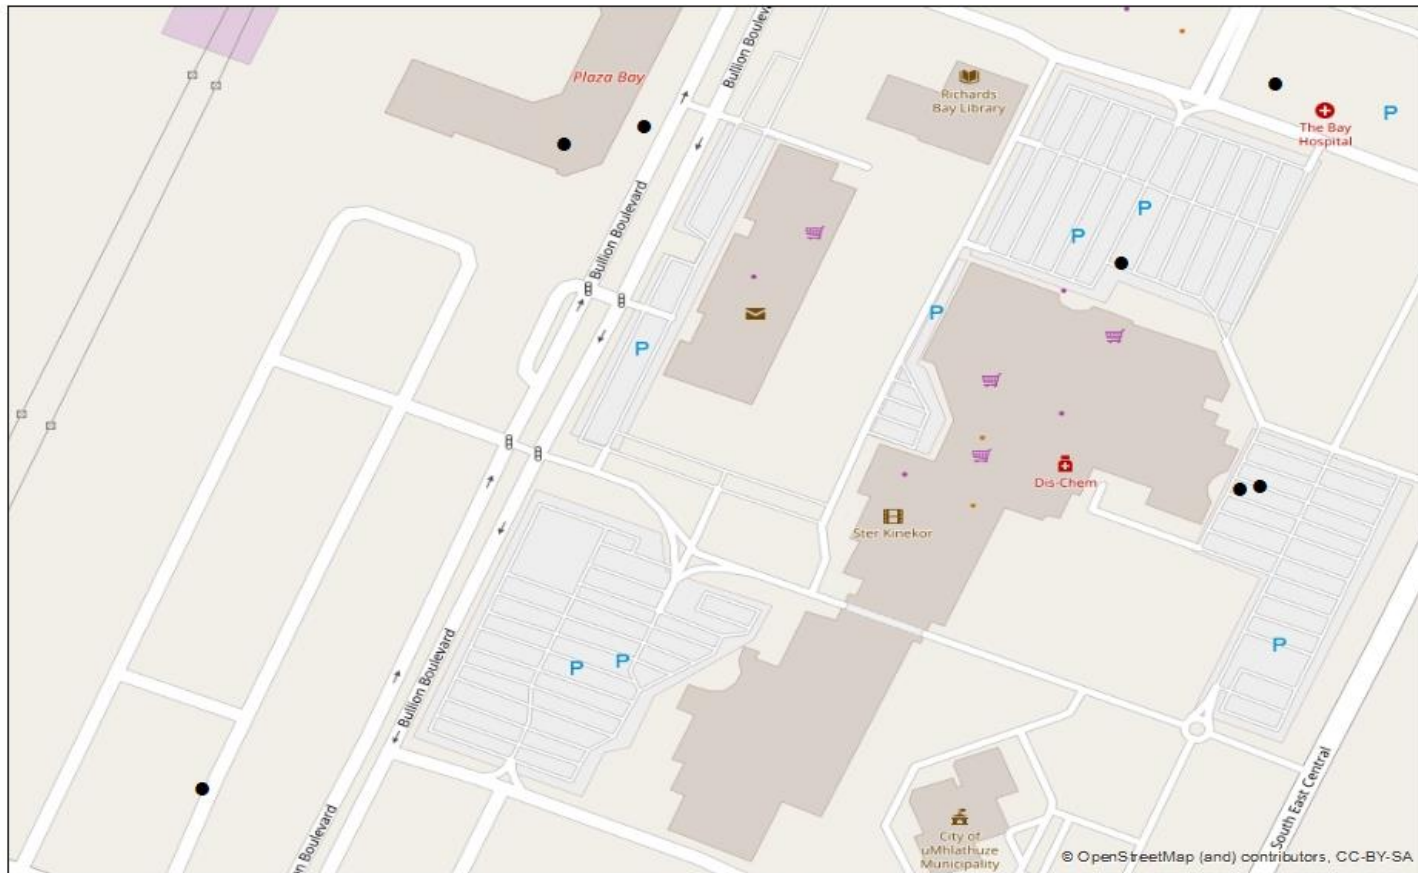 Bullion Boulevard
Plaza Bay
Richards
Bay Library
P
The Bay
Hospital
Bullion Boulevard
P
P
P
P
Dis-Chem
Ster Kinekor
P
Bullion Boulevard
P
P
South East Central
City of
uMhlathuze
Municipality
© OpenStreetMap (and) contributors, CC-BY-SA